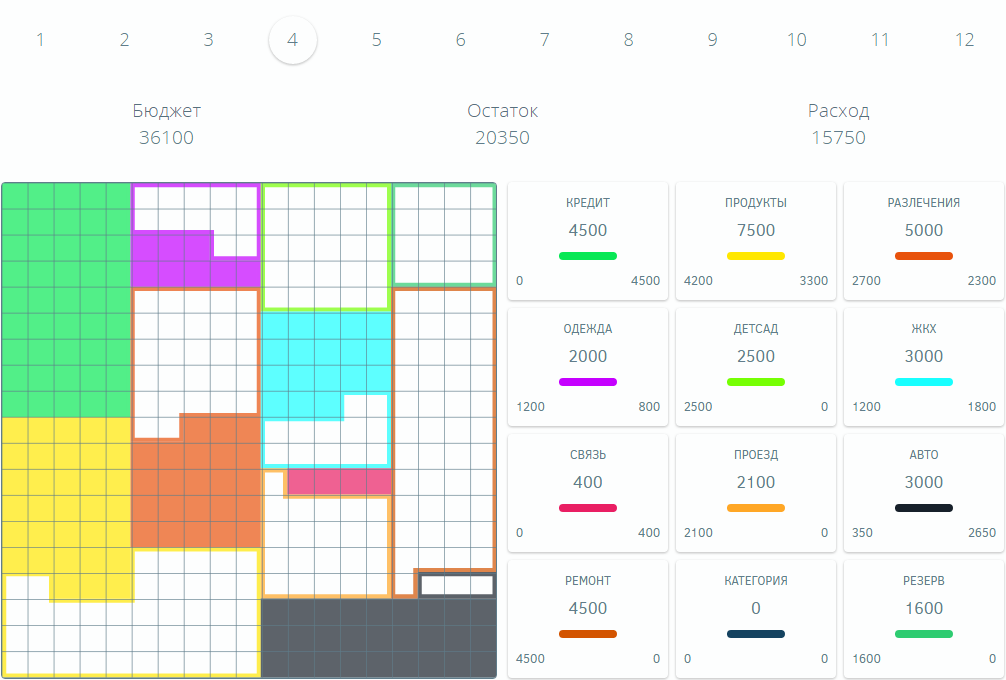 1 2 3 4 5 6 7 8 9 10 11 12
Бюджет Остаток Расход
36100 20350 15750
КРЕДИТ ПРОДУКТЫ РАЗЛЕЧЕНИЯ
4500 7500 5000
0 4500 4200 3300 2700 2300
ОДЕЖДА ДЕТСАД ЖКХ
2000 2500 3000
1200 800 2500 0 1200 1800
СВЯЗЬ ПРОЕЗД АВТО
400 2100 3000
0 400 2100 0 350 2650
РЕМОНТ КАТЕГОРИЯ РЕЗЕРВ
4500 0 1600
4500 0 0 0 1600 0